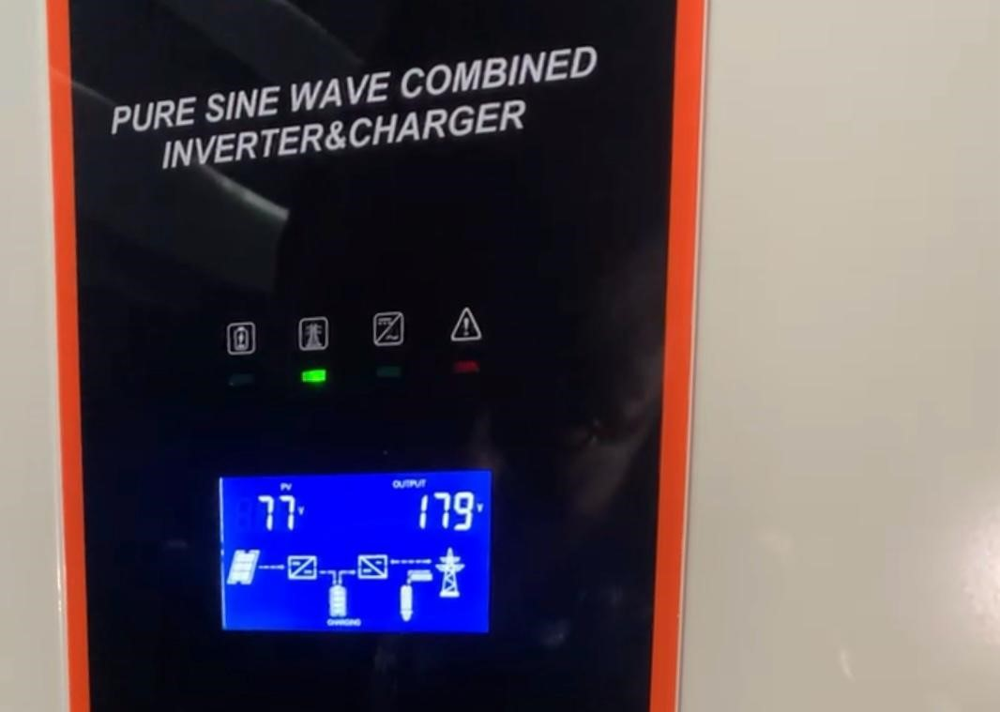 PURE SINE WAVE COMBINED
INVERTER&CHARGER
PV OUTPUT
77V 179V
CHARGING